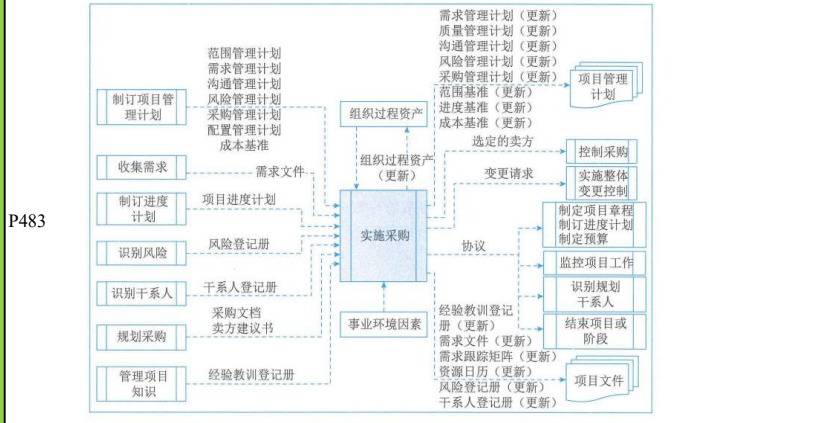 P483
制订项目管
理计划
收集需求
制订进度
计划
识别风险
识别干系人
规划采购
管理项目
知识
范围管理计划
需求管理计划
沟通管理计划
风险管理计划
采购管理计划
配置管理计划
成本基准
需求文件
项目进度计划
风险登记册
干系人登记册
采购文档
卖方建议书
经验教训登记册
组织过程资产
组织过程资产
（更新）
实施采购
事业环境因素
需求管理计划（更新）
质量管理计划（更新）
沟通管理计划（更新）
风险管理计划（更新）
采购管理计划（更新）
范围基准（更新）
进度基准（更新）
成本基准（更新）
选定的卖方
变更请求
协议
经验教训登记
册（更新）
需求文件（更新）
需求跟踪矩阵（更新）
资源日历（更新）
风险登记册（更新）
干系人登记册（更新）
项目管理
计划
控制采购
实施整体
变更控制
制定项目章程
制订进度计划
制定预算
监控项目工作
识别规划
干系人
结束项目或
阶段
项目文件